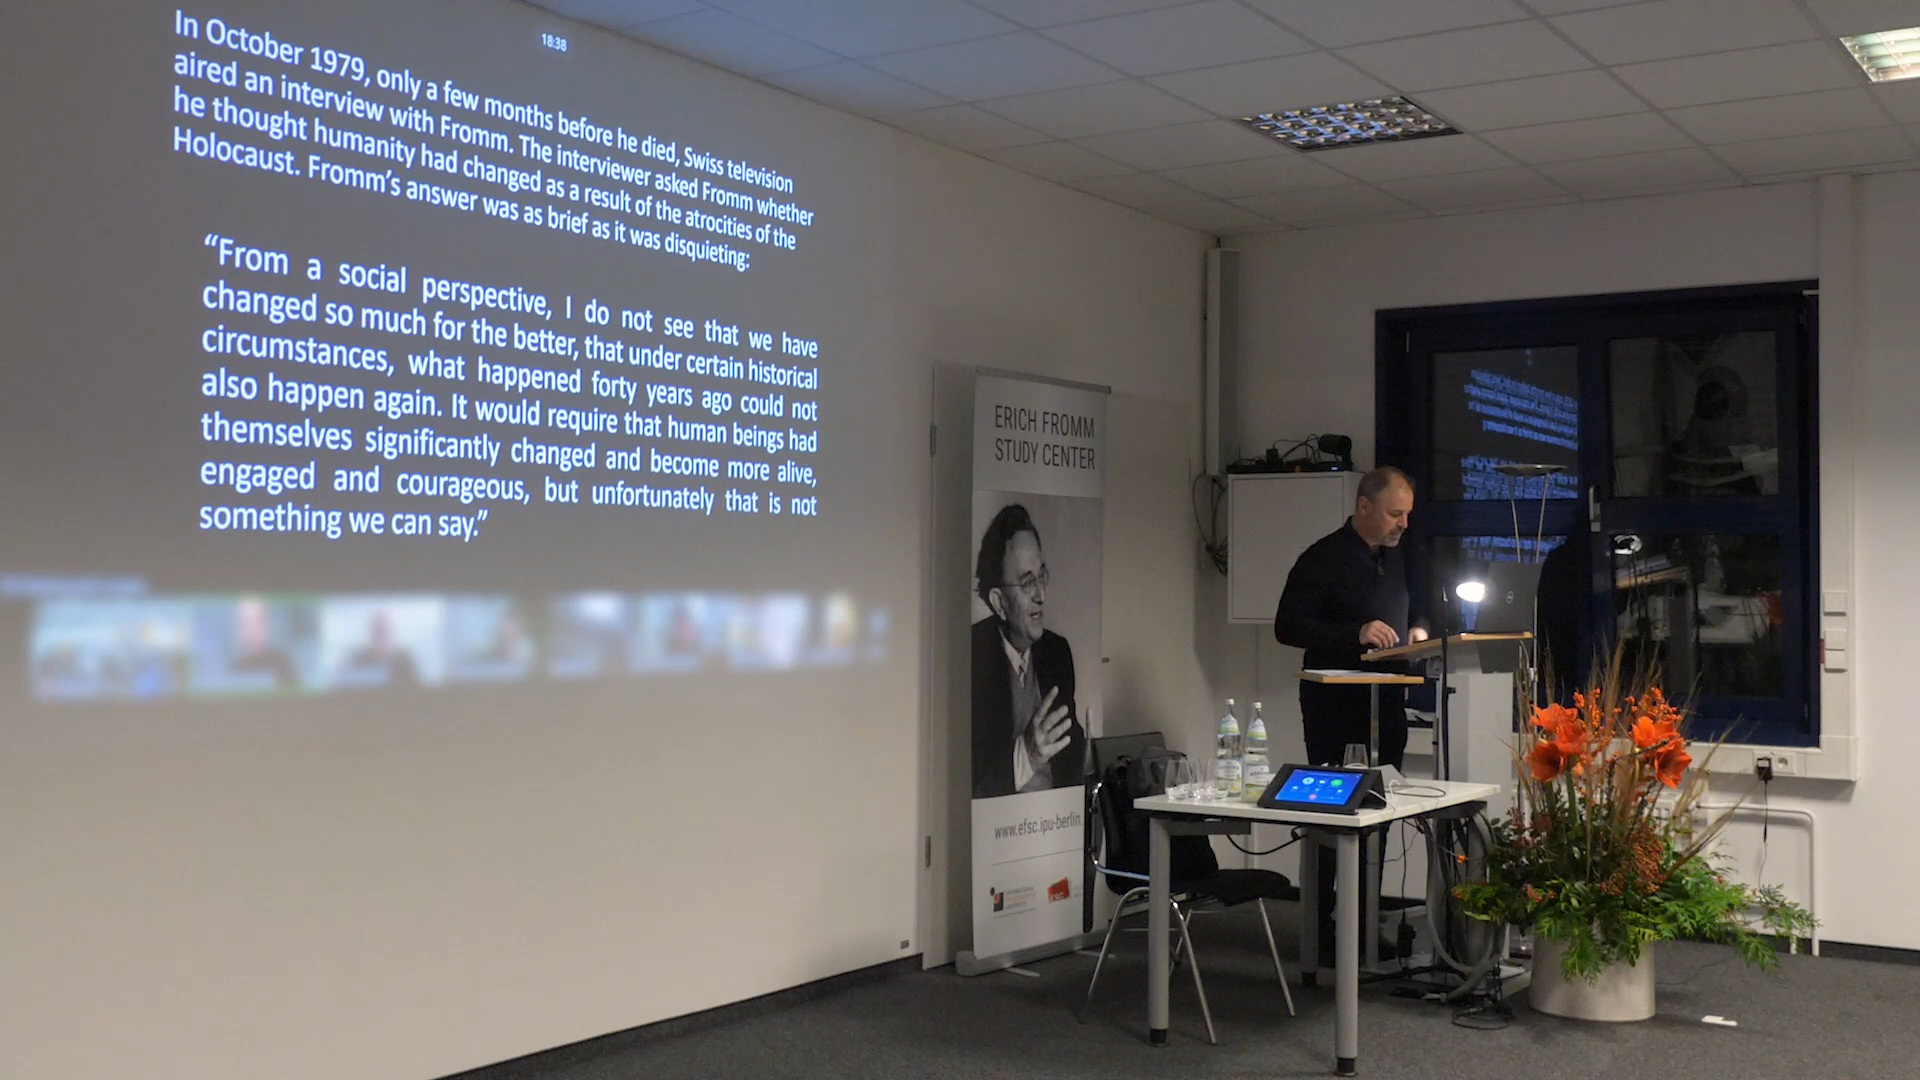 18:38
In October 1979, only a few months before he died, Swiss television
aired an interview with Fromm. The interviewer asked Fromm whether
he thought humanity had changed as a result of the atrocities of the
Holocaust. Fromm’s answer was as brief as it was disquieting:
“From a social perspective, I do not see that we have
changed so much for the better, that under certain historical
circumstances, what happened forty years ago could not
also happen again. It would require that human beings had
themselves significantly changed and become more alive,
engaged and courageous, but unfortunately that is not
something we can say.”
ERICH FROMM
STUDY CENTER
www.efsc.ipu-berlin.